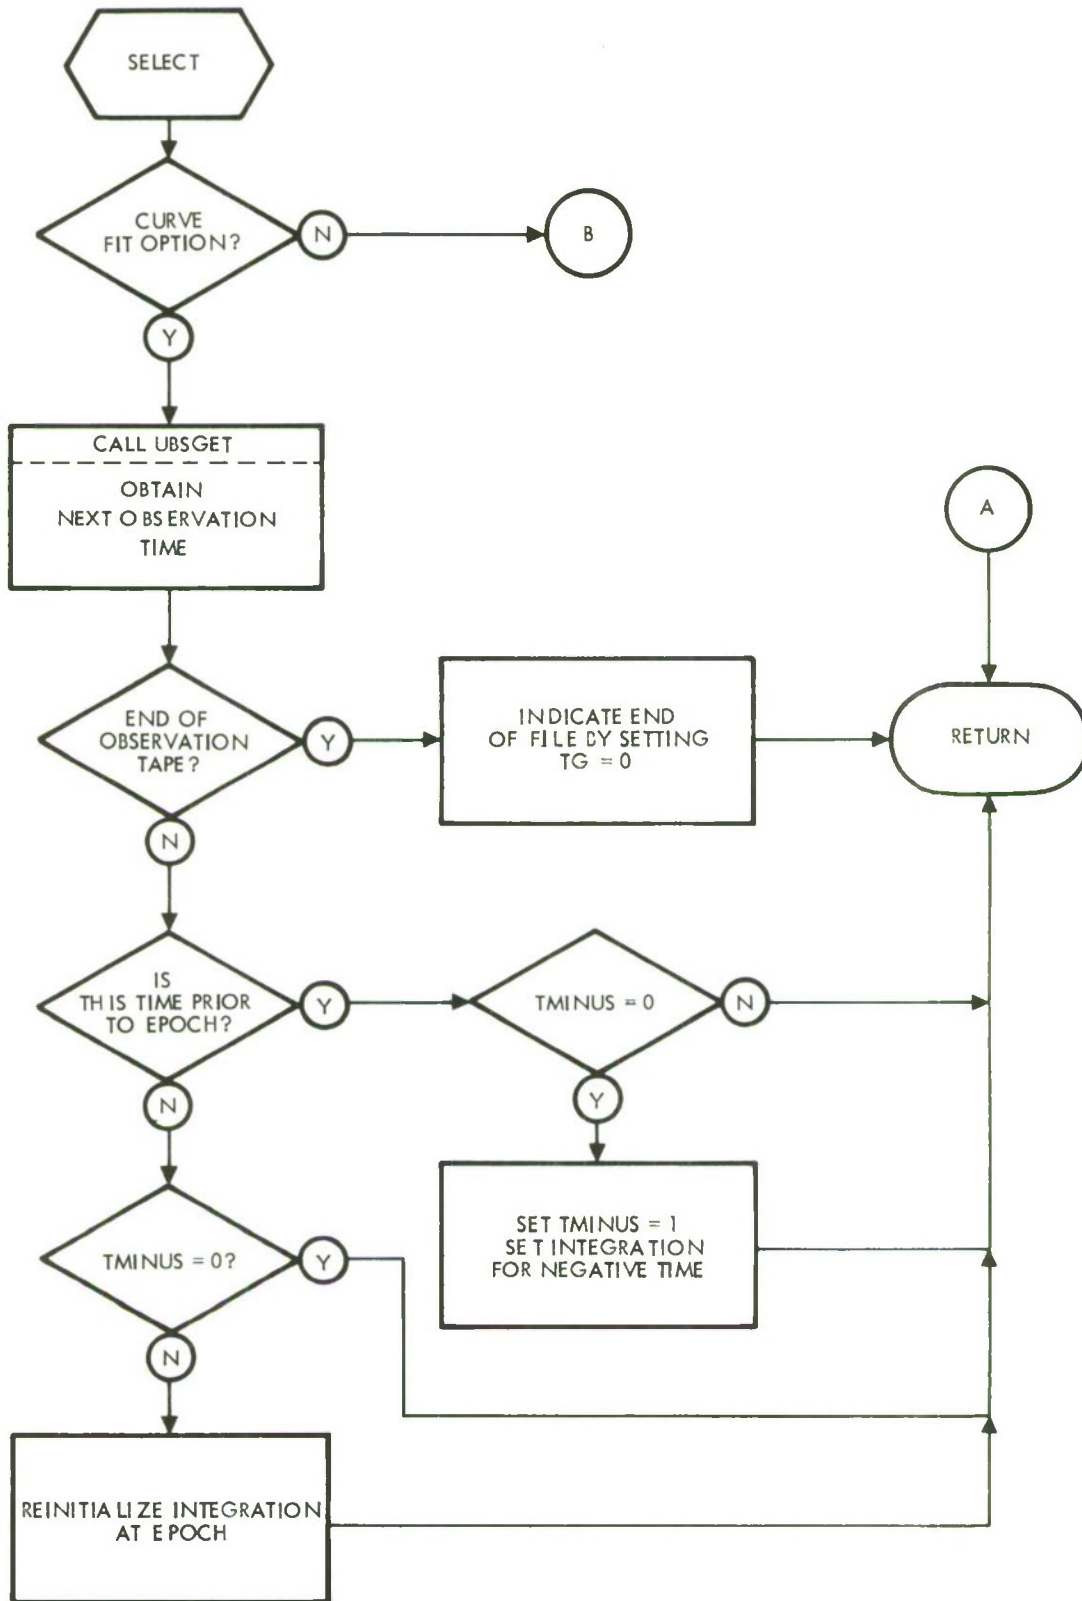 SELECT
CURVE
FIT OPTION?
N
B
Y
CALL UBSGET
OBTAIN
NEXT OBSERVATION
TIME
A
END OF
OBSERVATION
TAPE?
Y
INDICATE END
OF FILE BY SETTING
TG = 0
RETURN
N
IS
THIS TIME PRIOR
TO EPOCH?
Y
TMINUS = 0
N
N
Y
TMINUS = 0?
Y
SET TMINUS = 1
SET INTEGRATION
FOR NEGATIVE TIME
N
REINITIALIZE INTEGRATION
AT EPOCH